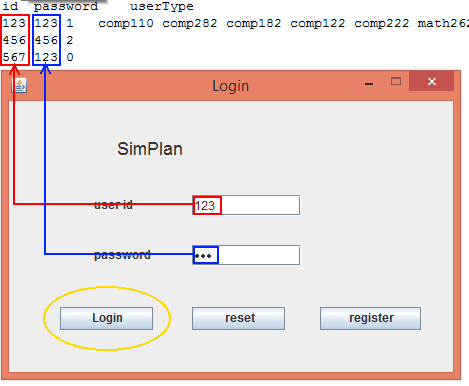 id password userType
123 123 1 comp110 comp282 comp182 comp122 comp222 math262
456 456 2
567 123 0
Login
SimPlan
userid 123
password •••
Login reset register